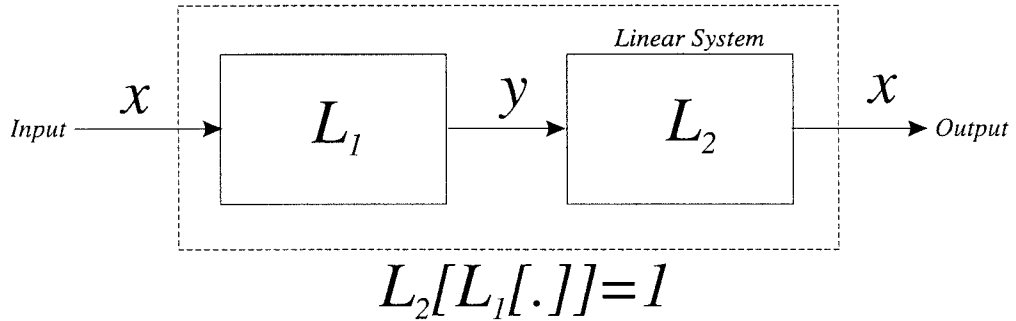 Linear System
x
y
x
Input
L₁
L₂
Output
L₂[L₁[.]]=1